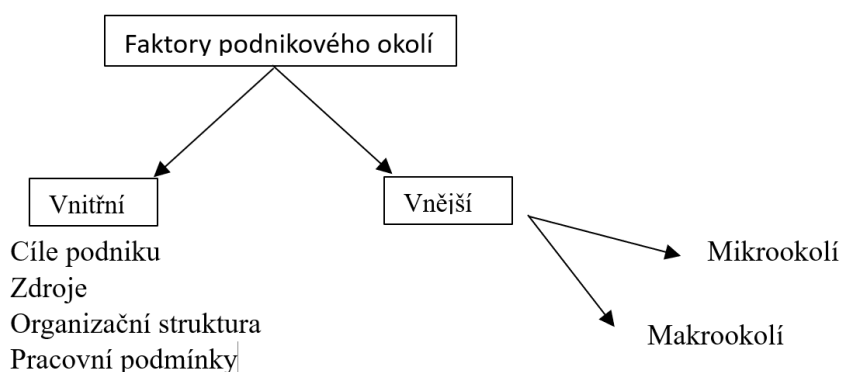 Faktory podnikového okolí
Vnitřní
Vnější
Cíle podniku
Zdroje
Organizační struktura
Pracovní podmínky
Mikrookolí
Makrookolí